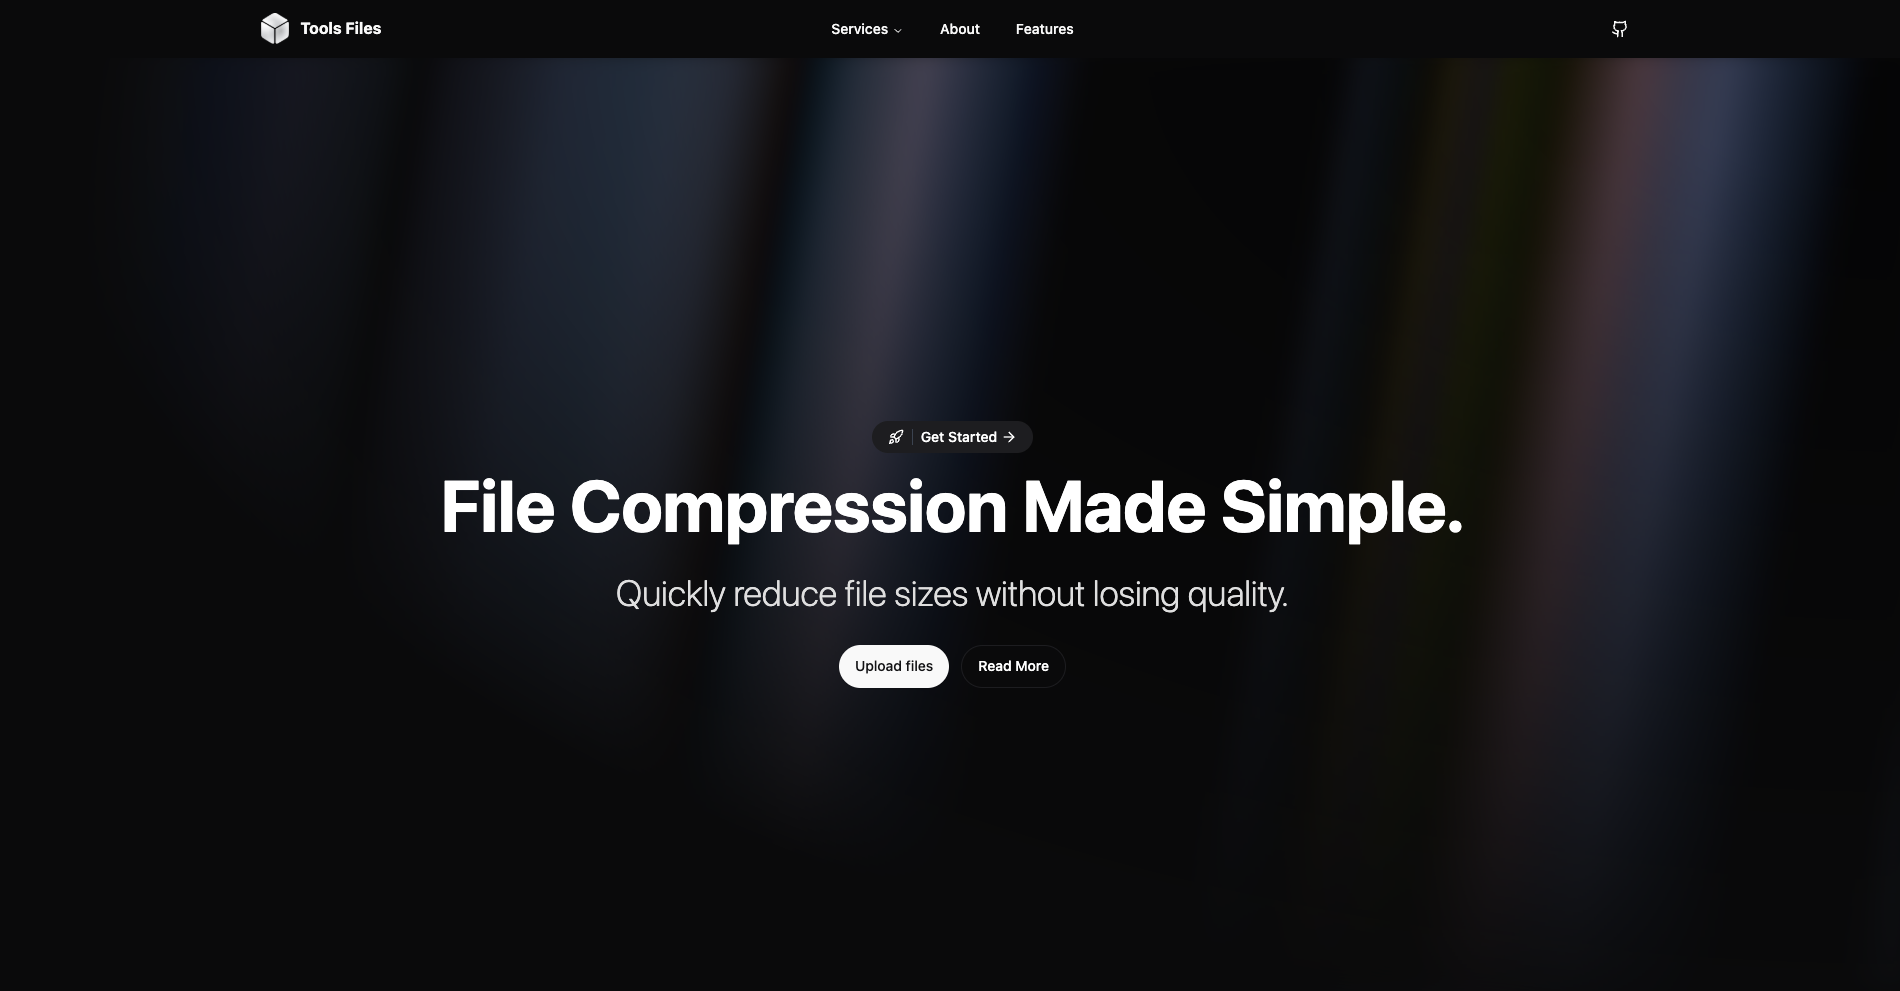 Tools Files
Services
About
Features
Get Started
File Compression Made Simple.
Quickly reduce file sizes without losing quality.
Upload files
Read More